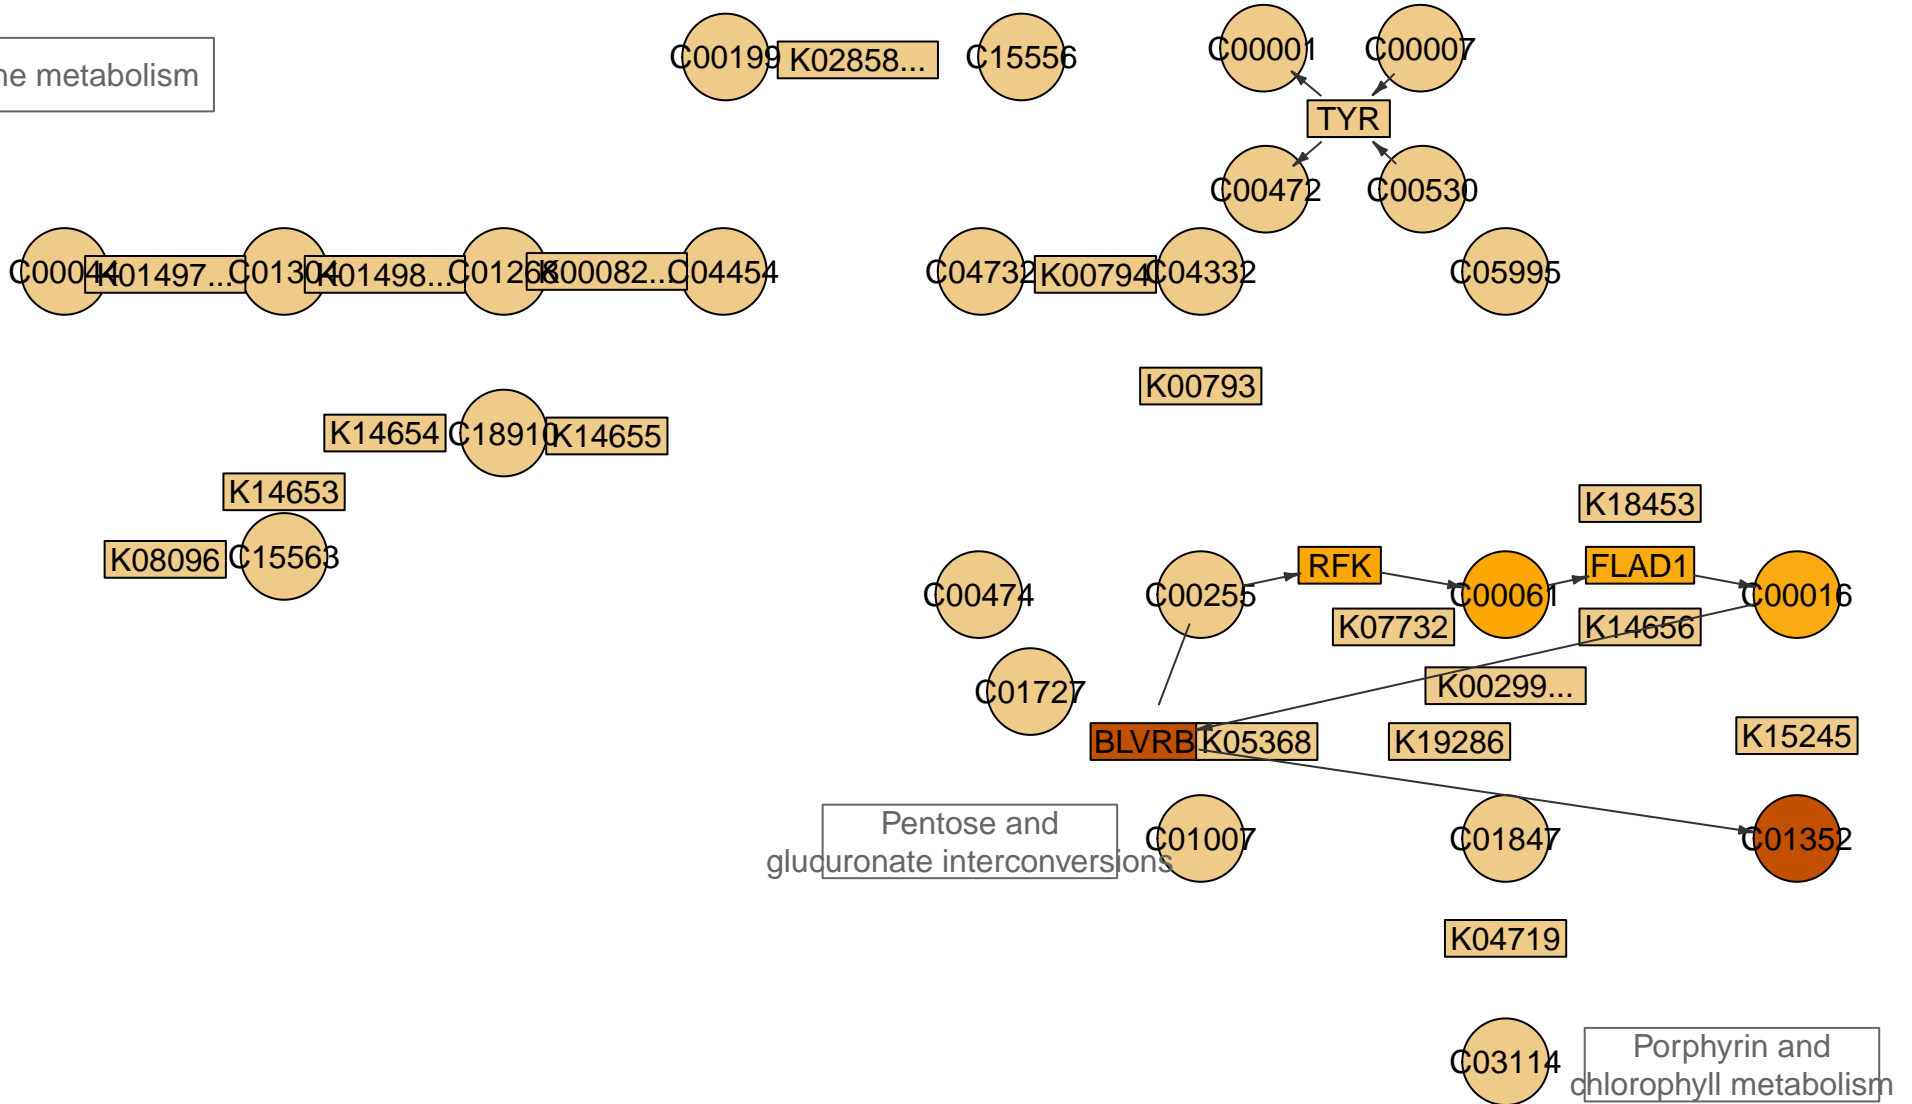 ne metabolism
C00199
K02858...
C15556
C00001
C00007
TYR
C00472
C00530
C00044
K01497...
C01304
K01498...
C01268
K00082...
C04454
C04732
K00794
C04332
C05995
K00793
K14654
C18910
K14655
K14653
K08096
C15563
K18453
C00474
C00255
RFK
C00061
FLAD1
C00016
K07732
K14656
C01727
K00299...
BLVRB
K05368
K19286
K15245
Pentose and
glucuronate interconversions
C01007
C01847
C01352
K04719
C03114
Porphyrin and
chlorophyll metabolism